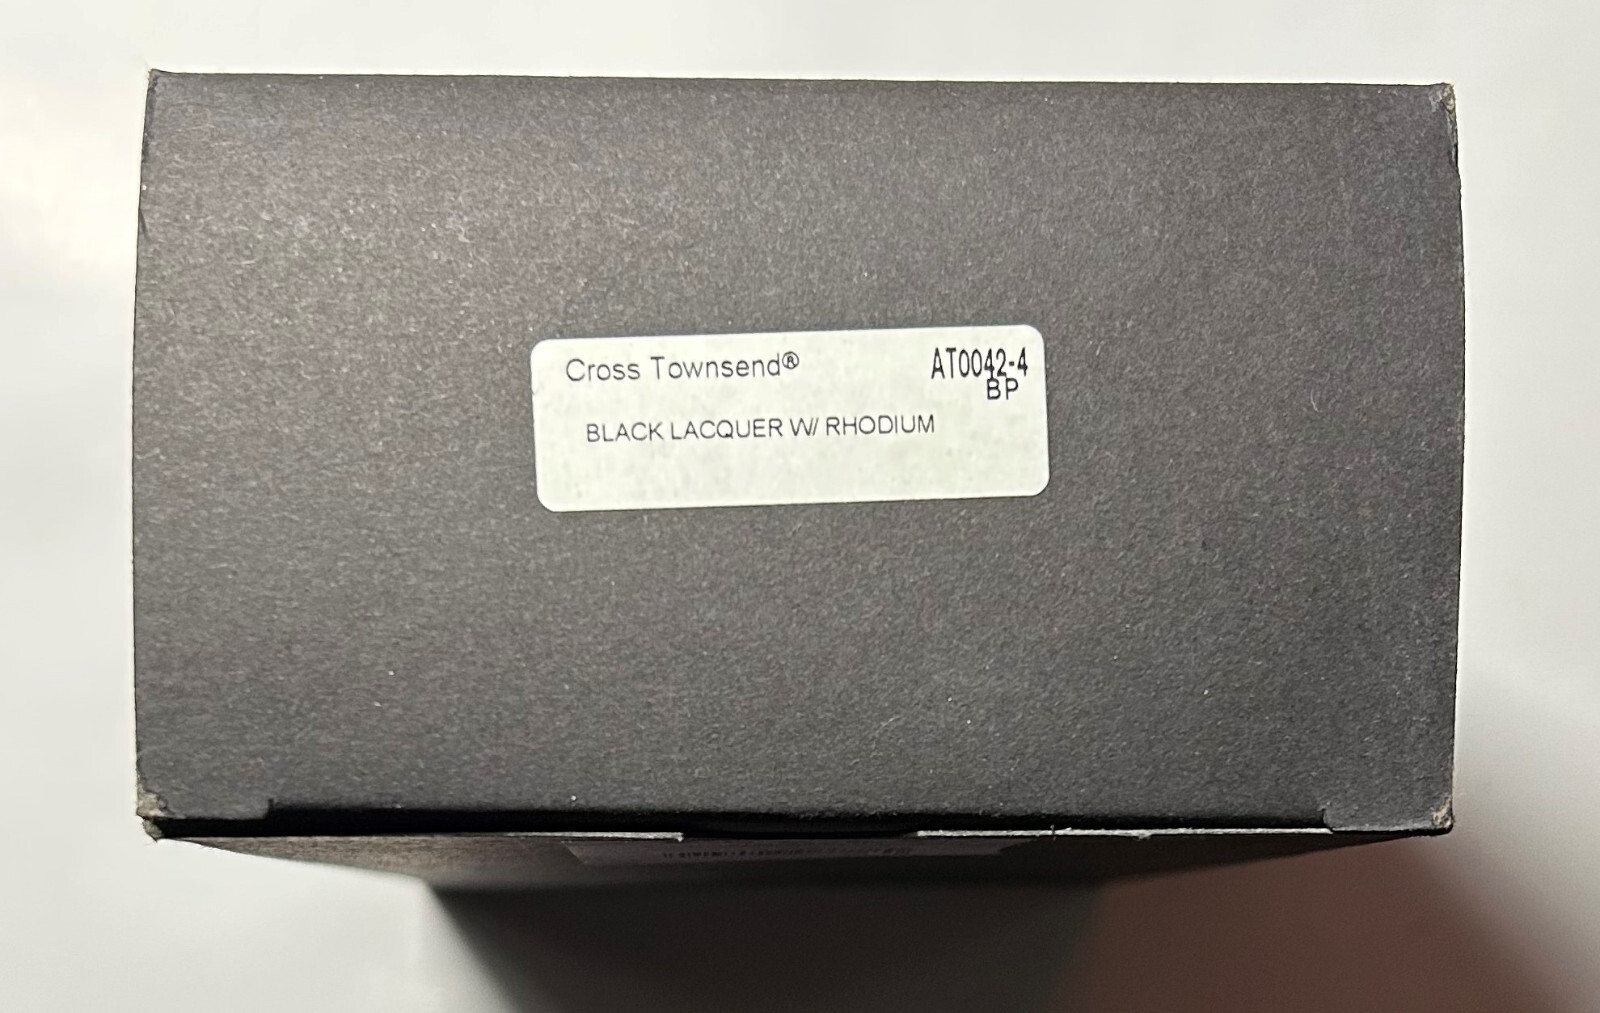 Cross Townsend® AT0042-4
BP
BLACK LACQUER W/ RHODIUM